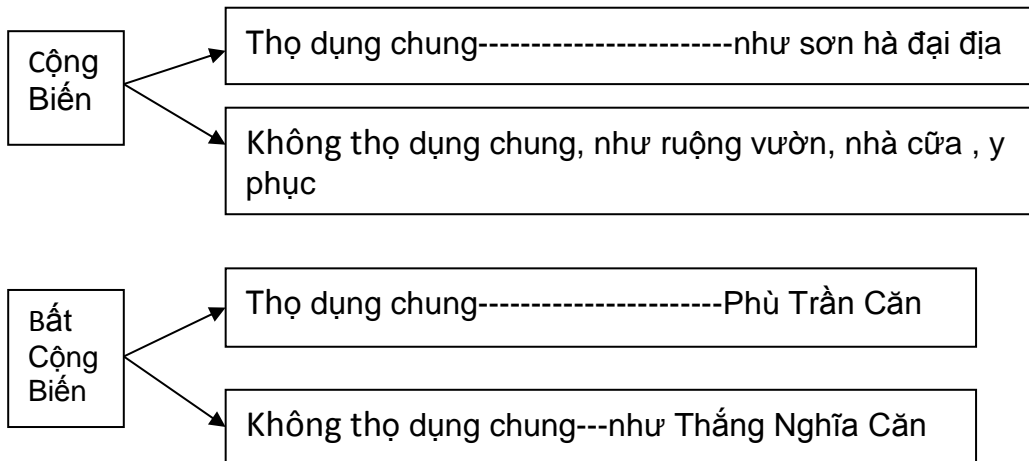 Cộng
Biến
Thọ dụng chung------------------------như sơn hà đại địa
Không thọ dụng chung, như ruộng vườn, nhà cữa , y
phục
Bất
Cộng
Biến
Thọ dụng chung-----------------------Phù Trần Căn
Không thọ dụng chung---như Thắng Nghĩa Căn